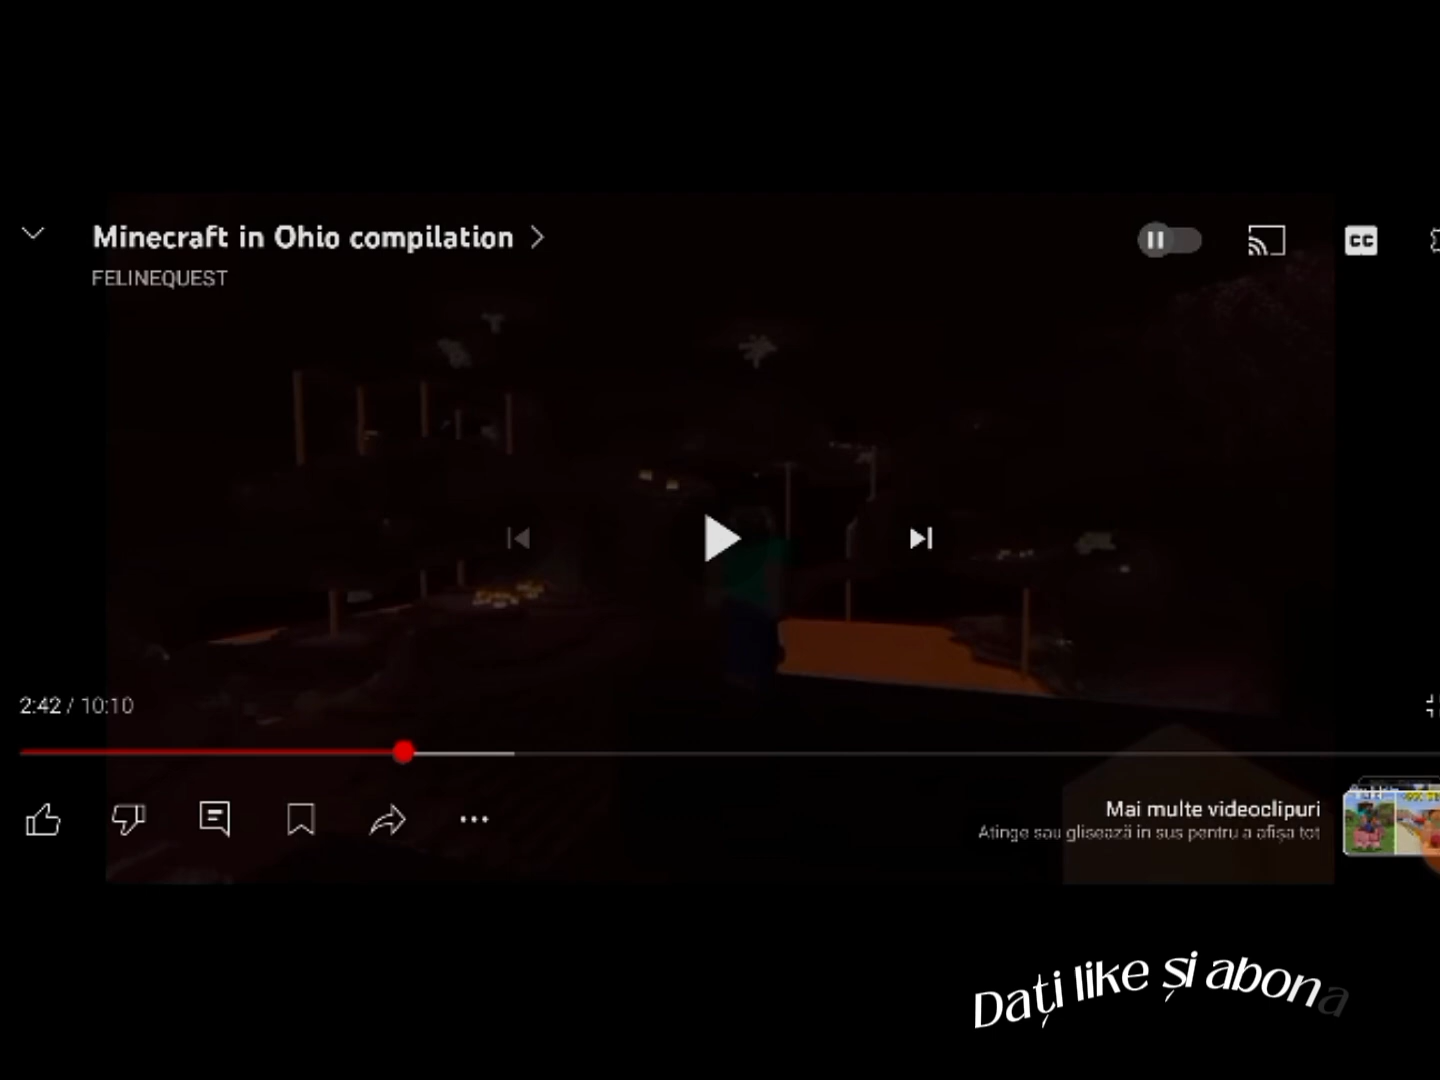 Minecraft in Ohio compilation
FELINEQUEST
CC
2:42 / 10:10
Mai multe videoclipuri
Atinge sau glisează în sus pentru a afișa tot
Dați like și abona